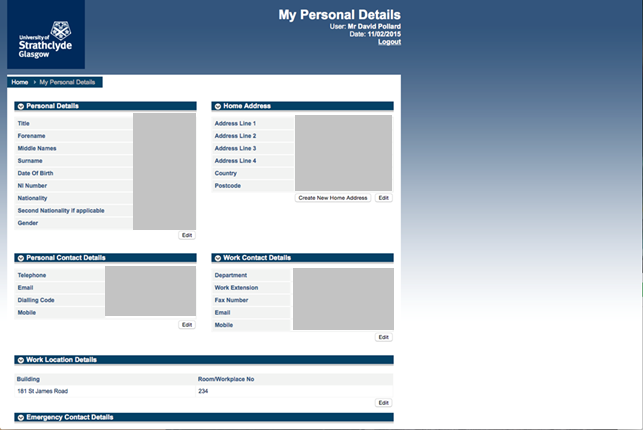 University of
Strathclyde
Glasgow
My Personal Details
User: Mr David Pollard
Date: 11/02/2015
Logout
Home > My Personal Details
Personal Details
Title
Forename
Middle Names
Surname
Date Of Birth
NI Number
Nationality
Second Nationality if applicable
Gender
Edit
Home Address
Address Line 1
Address Line 2
Address Line 3
Address Line 4
Country
Postcode
Create New Home Address Edit
Personal Contact Details
Telephone
Email
Dialling Code
Mobile
Edit
Work Contact Details
Department
Work Extension
Fax Number
Email
Mobile
Edit
Work Location Details
Building Room/Workplace No
181 St James Road 234
Edit
Emergency Contact Details